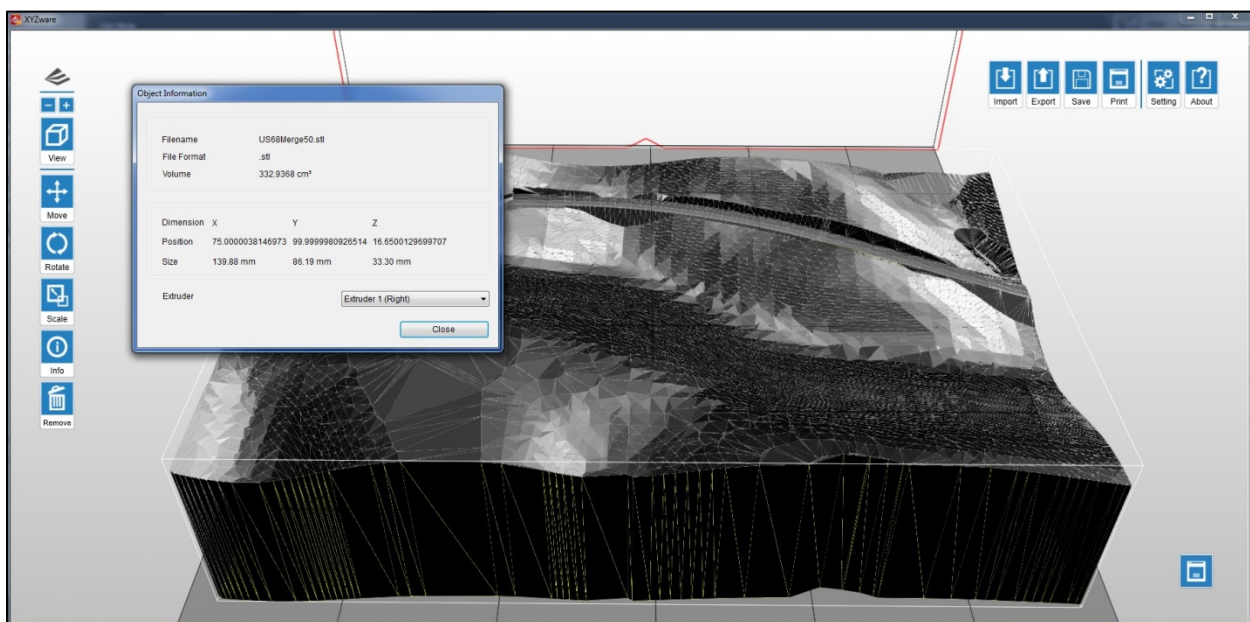 XYZware
Object Information
Filename US68Merge50.stl
File Format .stl
Volume 332.9368 cm³
Dimension X Y Z
Position 75.0000038146973 99.9999980926514 16.6500129699707
Size 139.88 mm 86.19 mm 33.30 mm
Extruder Extruder 1 (Right)
Close
View
Move
Rotate
Scale
Info
Remove
Import Export Save Print Setting About